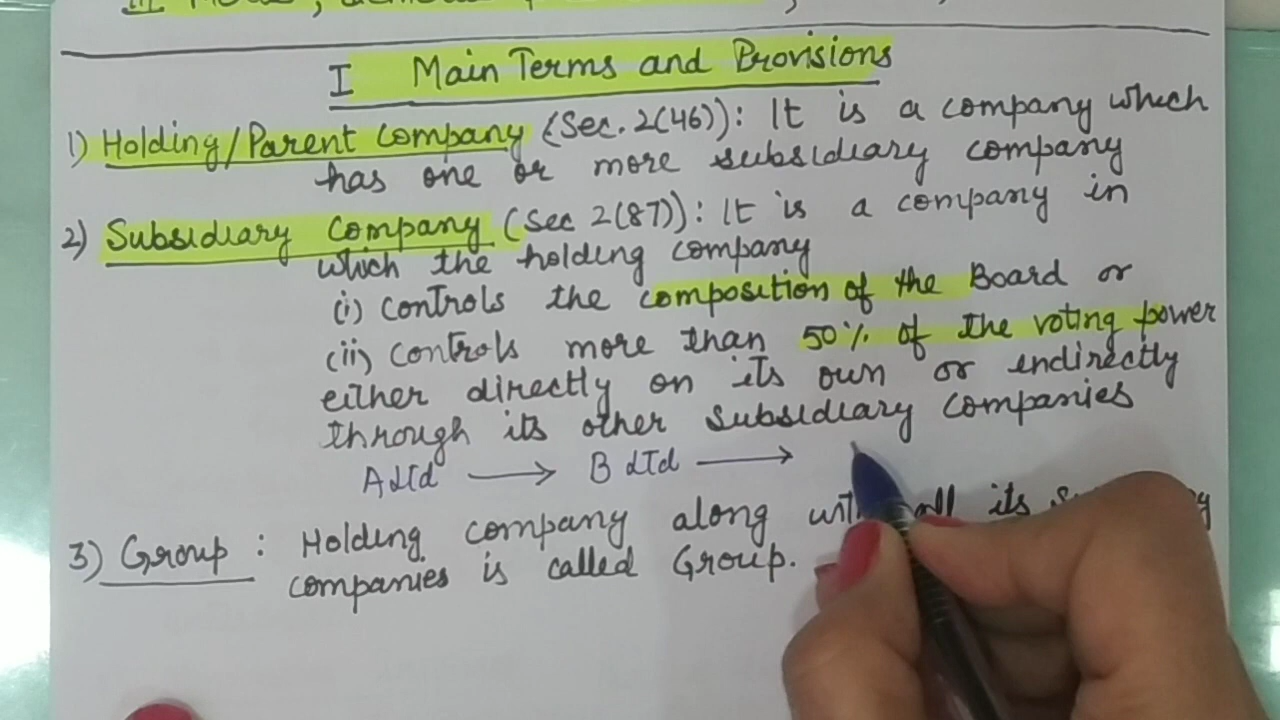 I Main Terms and Provisions
1) Holding/Parent Company (Sec. 2(46)): It is a company which
has one or more subsidiary company
2) Subsidiary Company (Sec 2(87)): It is a company in
which the holding company
(i) controls the composition of the Board or
(ii) controls more than 50% of the voting power
either directly on its own or endirectly
through its other subsidiary companies
A Ltd → B Ltd →
3) Group : Holding company along with all its
companies is called Group.